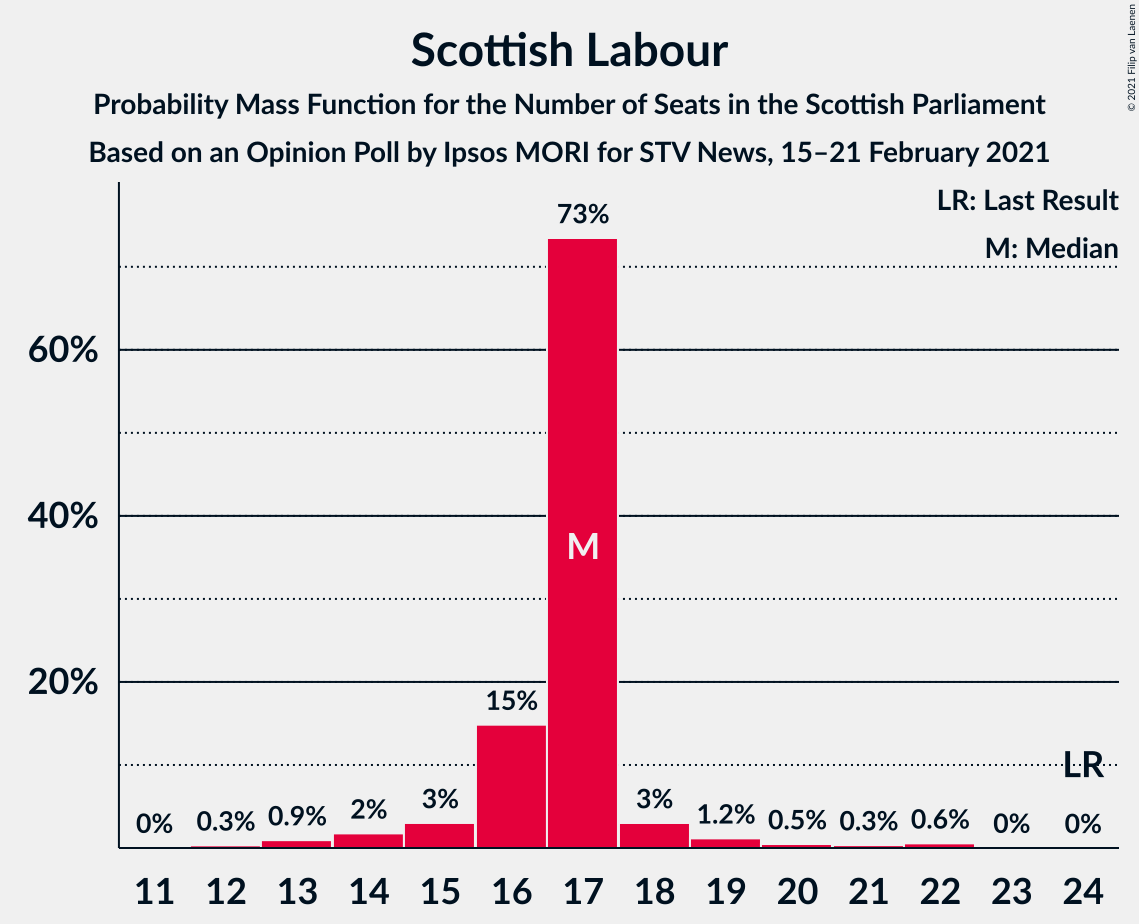 © 2021 Filip van Laenen
Scottish Labour
Probability Mass Function for the Number of Seats in the Scottish Parliament
Based on an Opinion Poll by Ipsos MORI for STV News, 15–21 February 2021
LR: Last Result
M: Median
73%
60%
40%
M
20%
15%
LR
0% 0.3% 0.9% 2% 3% 3% 1.2% 0.5% 0.3% 0.6% 0% 0%
11 12 13 14 15 16 17 18 19 20 21 22 23 24